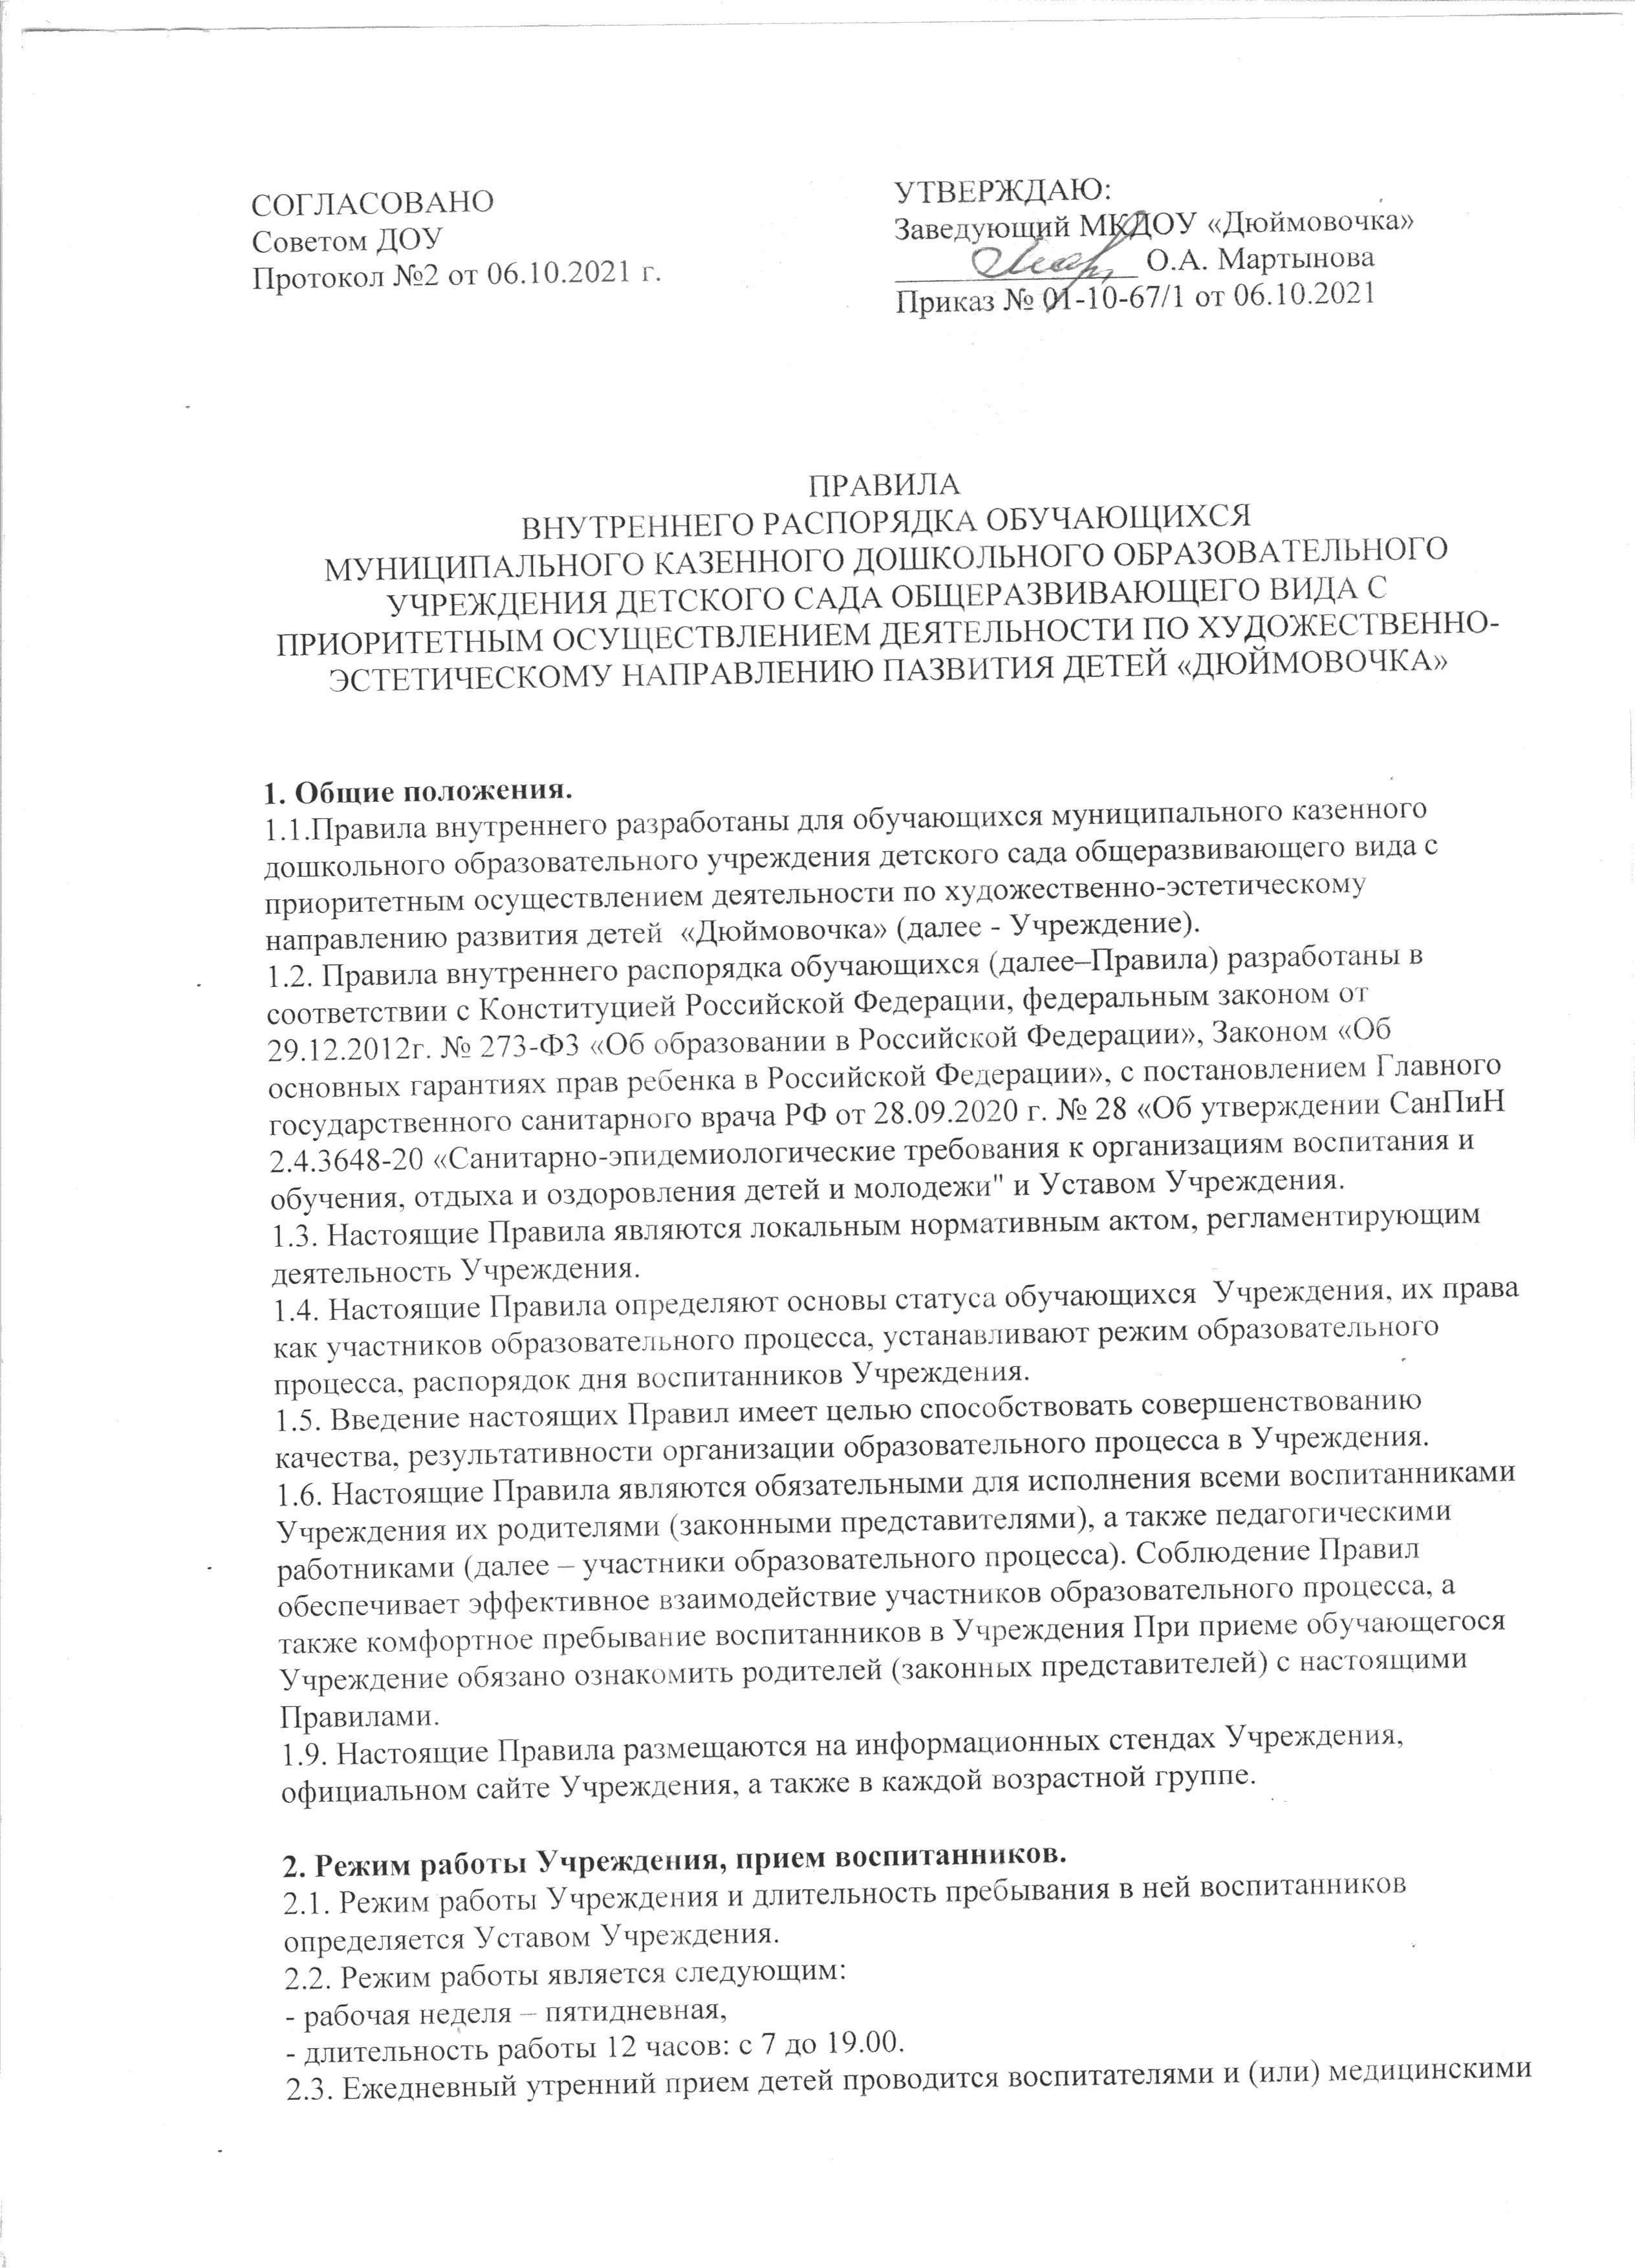 СОГЛАСОВАНО
Советом ДОУ
Протокол №2 от 06.10.2021 г.
УТВЕРЖДАЮ:
Заведующий МКДОУ «Дюймовочка»
О.А. Мартынова
Приказ № 01-10-67/1 от 06.10.2021
ПРАВИЛА
ВНУТРЕННЕГО РАСПОРЯДКА ОБУЧАЮЩИХСЯ
МУНИЦИПАЛЬНОГО КАЗЕННОГО ДОШКОЛЬНОГО ОБРАЗОВАТЕЛЬНОГО
УЧРЕЖДЕНИЯ ДЕТСКОГО САДА ОБЩЕРАЗВИВАЮЩЕГО ВИДА С
ПРИОРИТЕТНЫМ ОСУЩЕСТВЛЕНИЕМ ДЕЯТЕЛЬНОСТИ ПО ХУДОЖЕСТВЕННО-
ЭСТЕТИЧЕСКОМУ НАПРАВЛЕНИЮ ПАЗВИТИЯ ДЕТЕЙ «ДЮЙМОВОЧКА»
1. Общие положения.
1.1.Правила внутреннего разработаны для обучающихся муниципального казенного
дошкольного образовательного учреждения детского сада общеразвивающего вида с
приоритетным осуществлением деятельности по художественно-эстетическому
направлению развития детей «Дюймовочка» (далее - Учреждение).
1.2. Правила внутреннего распорядка обучающихся (далее–Правила) разработаны в
соответствии с Конституцией Российской Федерации, федеральным законом от
29.12.2012г. № 273-ФЗ «Об образовании в Российской Федерации», Законом «Об
основных гарантиях прав ребенка в Российской Федерации», с постановлением Главного
государственного санитарного врача РФ от 28.09.2020 г. № 28 «Об утверждении СанПиН
2.4.3648-20 «Санитарно-эпидемиологические требования к организациям воспитания и
обучения, отдыха и оздоровления детей и молодежи" и Уставом Учреждения.
1.3. Настоящие Правила являются локальным нормативным актом, регламентирующим
деятельность Учреждения.
1.4. Настоящие Правила определяют основы статуса обучающихся Учреждения, их права
как участников образовательного процесса, устанавливают режим образовательного
процесса, распорядок дня воспитанников Учреждения.
1.5. Введение настоящих Правил имеет целью способствовать совершенствованию
качества, результативности организации образовательного процесса в Учреждения.
1.6. Настоящие Правила являются обязательными для исполнения всеми воспитанниками
Учреждения их родителями (законными представителями), а также педагогическими
работниками (далее – участники образовательного процесса). Соблюдение Правил
обеспечивает эффективное взаимодействие участников образовательного процесса, а
также комфортное пребывание воспитанников в Учреждения При приеме обучающегося
Учреждение обязано ознакомить родителей (законных представителей) с настоящими
Правилами.
1.9. Настоящие Правила размещаются на информационных стендах Учреждения,
официальном сайте Учреждения, а также в каждой возрастной группе.
2. Режим работы Учреждения, прием воспитанников.
2.1. Режим работы Учреждения и длительность пребывания в ней воспитанников
определяется Уставом Учреждения.
2.2. Режим работы является следующим:
- рабочая неделя – пятидневная,
- длительность работы 12 часов: с 7 до 19.00.
2.3. Ежедневный утренний прием детей проводится воспитателями и (или) медицинскими